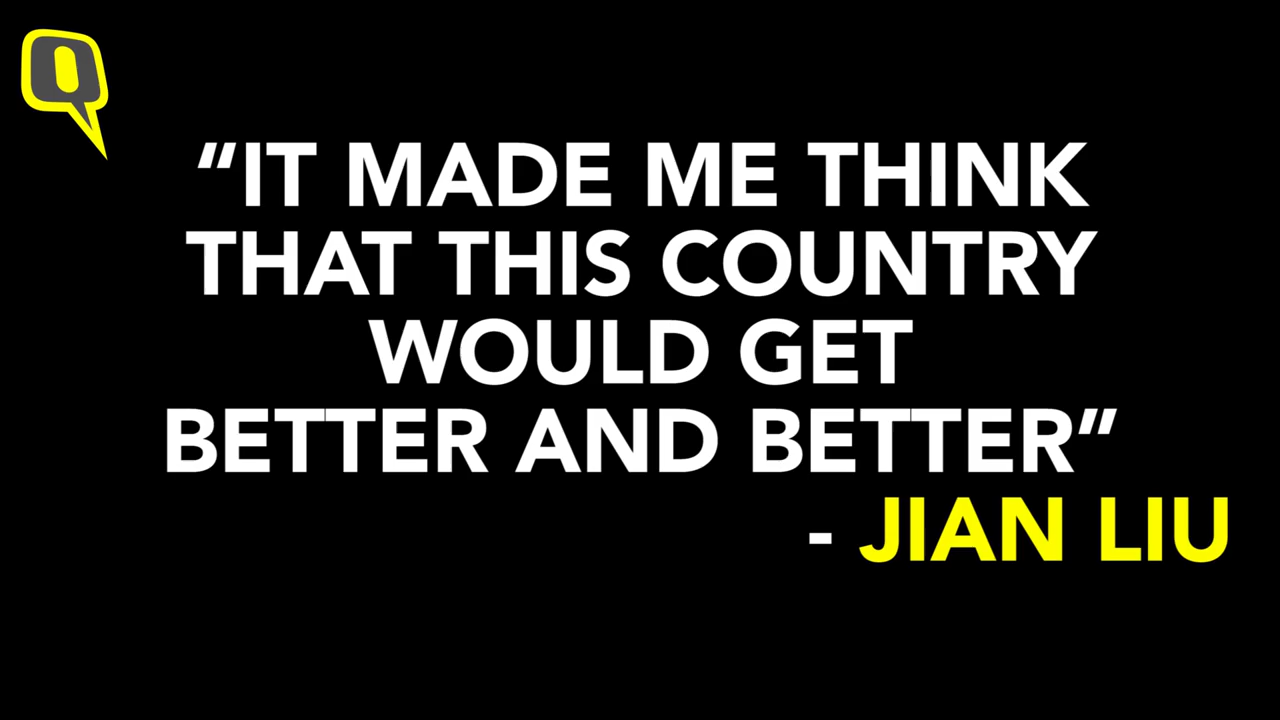 “IT MADE ME THINK
THAT THIS COUNTRY
WOULD GET
BETTER AND BETTER”
- JIAN LIU